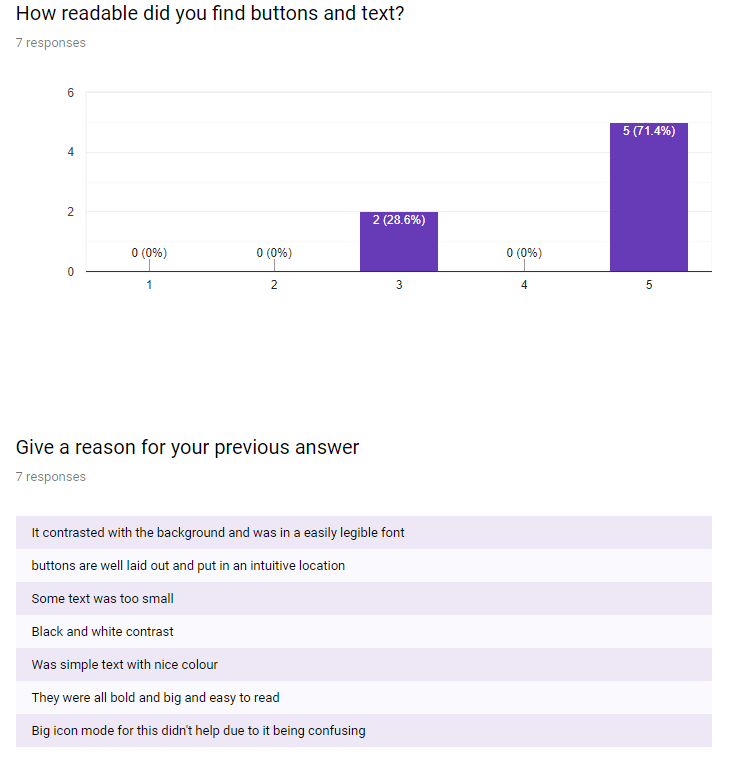 How readable did you find buttons and text?
7 responses
6
4
2
0
0 (0%)
0 (0%)
2 (28.6%)
0 (0%)
5 (71.4%)
1
2
3
4
5
Give a reason for your previous answer
7 responses
It contrasted with the background and was in a easily legible font
buttons are well laid out and put in an intuitive location
Some text was too small
Black and white contrast
Was simple text with nice colour
They were all bold and big and easy to read
Big icon mode for this didn't help due to it being confusing